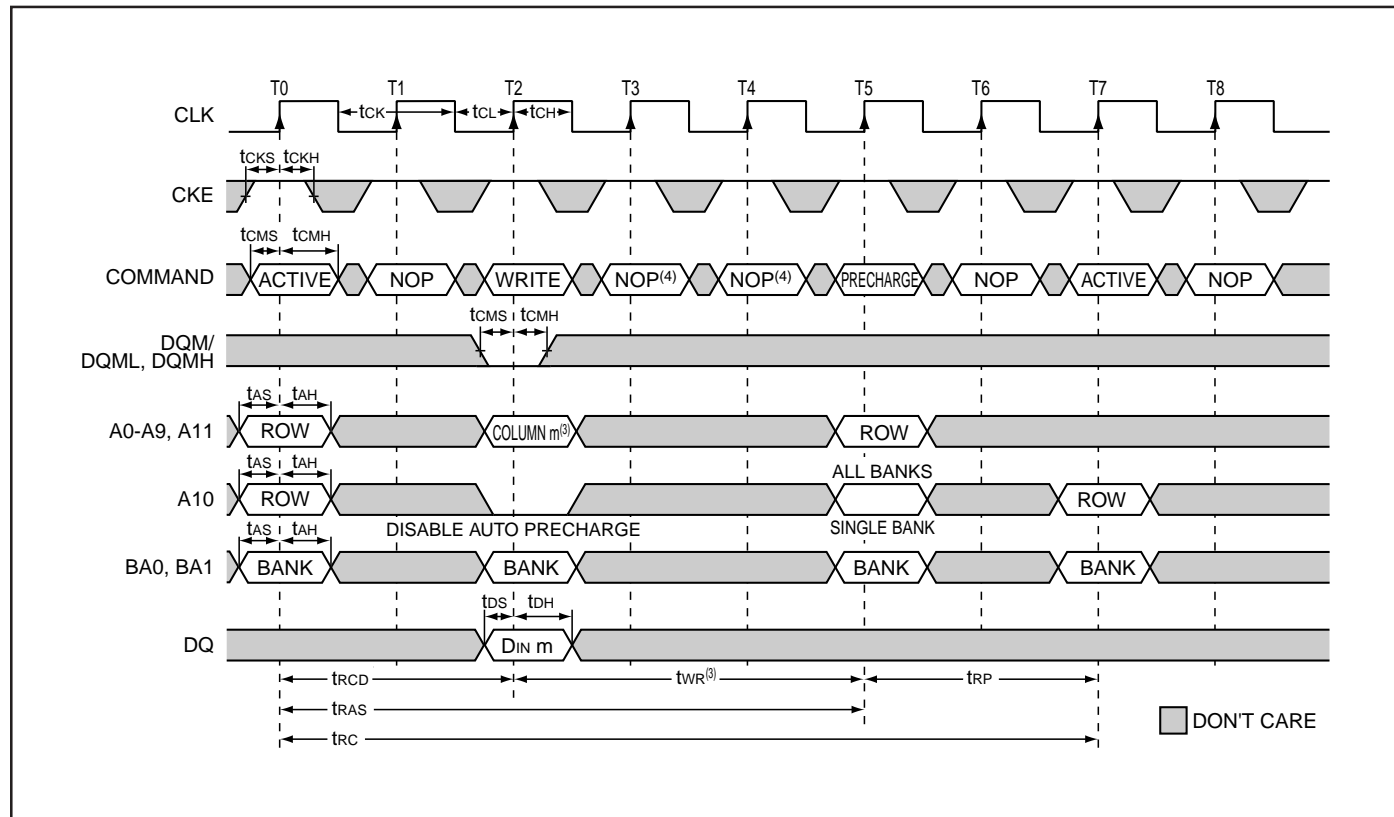 T0 T1 T2 T3 T4 T5 T6 T7 T8
CLK tCK tCL tCH
tCKS tCKH
CKE
tCMS tCMH
COMMAND ACTIVE NOP WRITE NOP(4) NOP(4) PRECHARGE NOP ACTIVE NOP
tCMS tCMH
DQM/
DQML, DQMH
tAS tAH
A0-A9, A11 ROW COLUMN m(3) ROW
tAS tAH ALL BANKS
A10 ROW ROW
DISABLE AUTO PRECHARGE SINGLE BANK
tAS tAH
BA0, BA1 BANK BANK BANK BANK
tDS tDH
DQ DIN m
tRCD tWR(3) tRP
tRAS
tRC
DON'T CARE